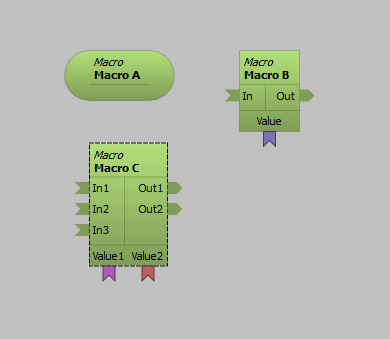 Macro
Macro A
Macro
Macro B
In Out
Value
Macro
Macro C
In1 Out1
In2 Out2
In3
Value1 Value2